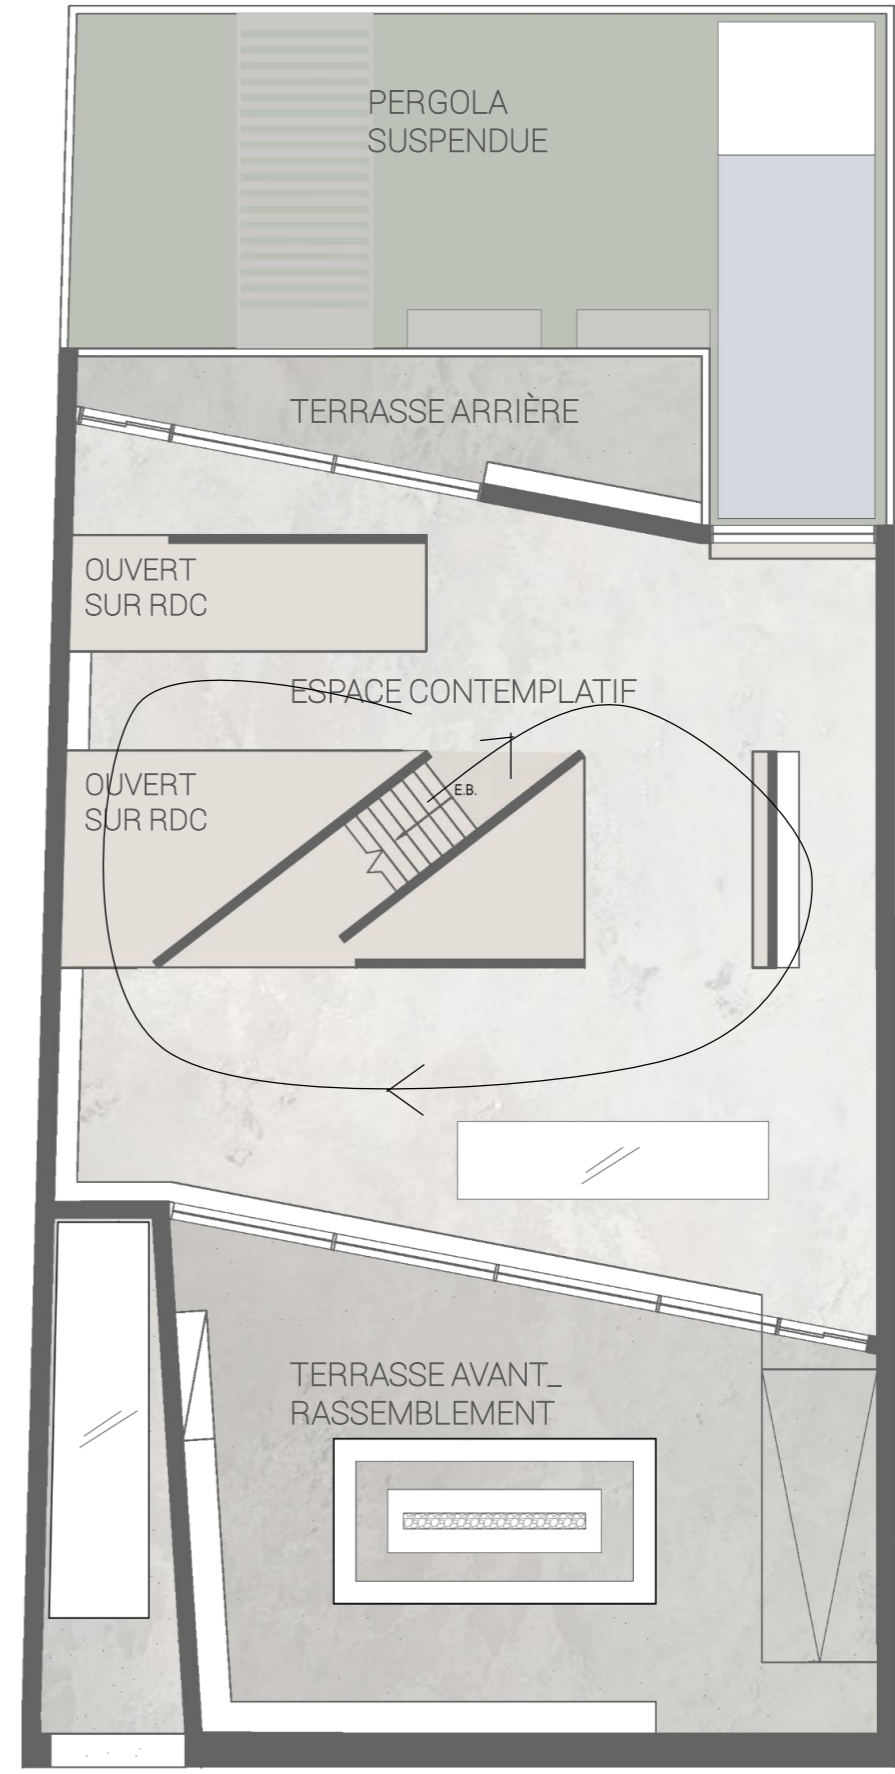 PERGOLA
SUSPENDUE
TERRASSE ARRIÈRE
OUVERT
SUR RDC
ESPACE CONTEMPLATIF
OUVERT
SUR RDC
E.B.
TERRASSE AVANT_
RASSEMBLEMENT